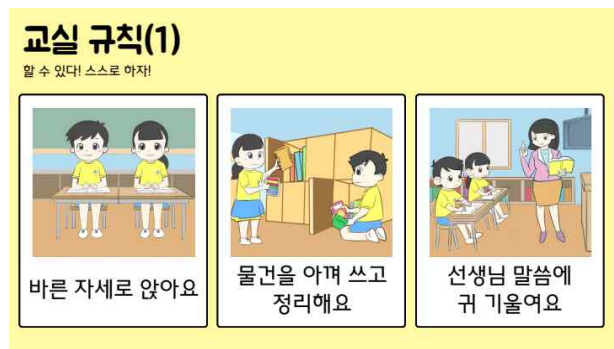 교실 규칙(1)
할 수 있다! 스스로 하자!
바른 자세로 앉아요
물건을 아껴 쓰고
정리해요
선생님 말씀에
귀 기울여요